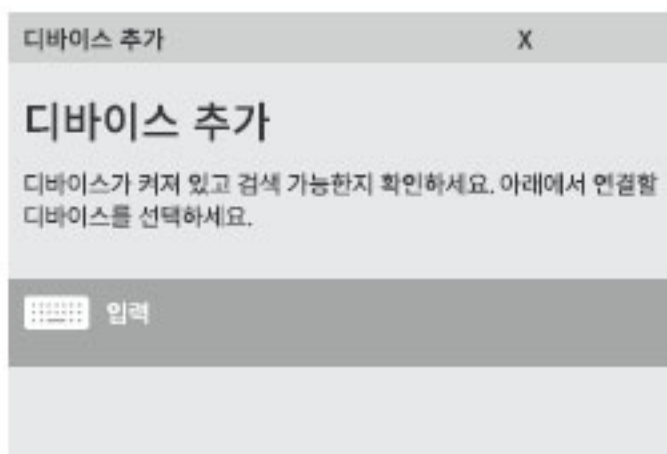 디바이스 추가 X
디바이스 추가
디바이스가 켜져 있고 검색 가능한지 확인하세요. 아래에서 연결할
디바이스를 선택하세요.
입력